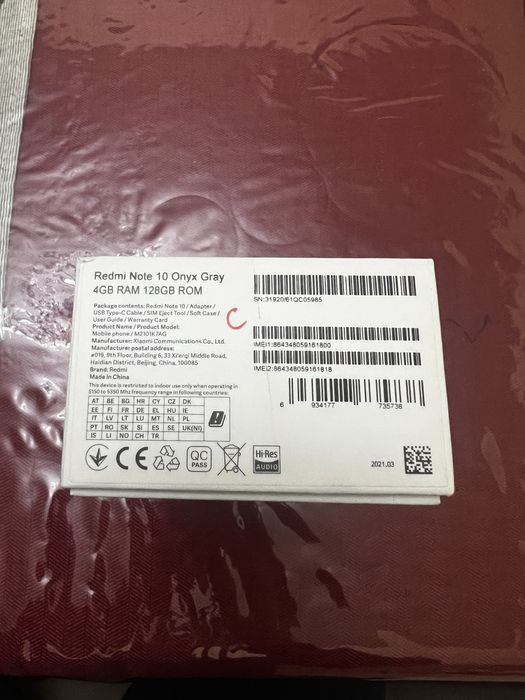 Redmi Note 10 Onyx Gray
4GB RAM 128GB ROM
Package contents: Redmi Note 10 / Adapter /
USB Type-C Cable / SIM Eject Tool / Soft Case /
User Guide / Warranty Card
Product Name / Product Model:
Mobile phone / M2101K7AG
Manufacturer: Xiaomi Communications Co., Ltd.
Manufacturer postal address:
#019, 9th Floor, Building 6, 33 Xi'erqi Middle Road,
Haidian District, Beijing, China, 100085
Brand: Redmi
Made in China
This device is restricted to indoor use only when operating in
5150 to 5350 Mhz frequency range in following countries:
AT BE BG HR CY CZ DK
EE FI FR DE EL HU IE
IT LV LT LU MT NL PL
PT RO SK SI ES SE UK(NI)
IS LI NO CH TR
CE
QC
PASS
Hi-Res
AUDIO
C
SN:31920/61QC05985
IMEI1:864348059161800
IMEI2:864348059161818
6 934177 735738
2021.03